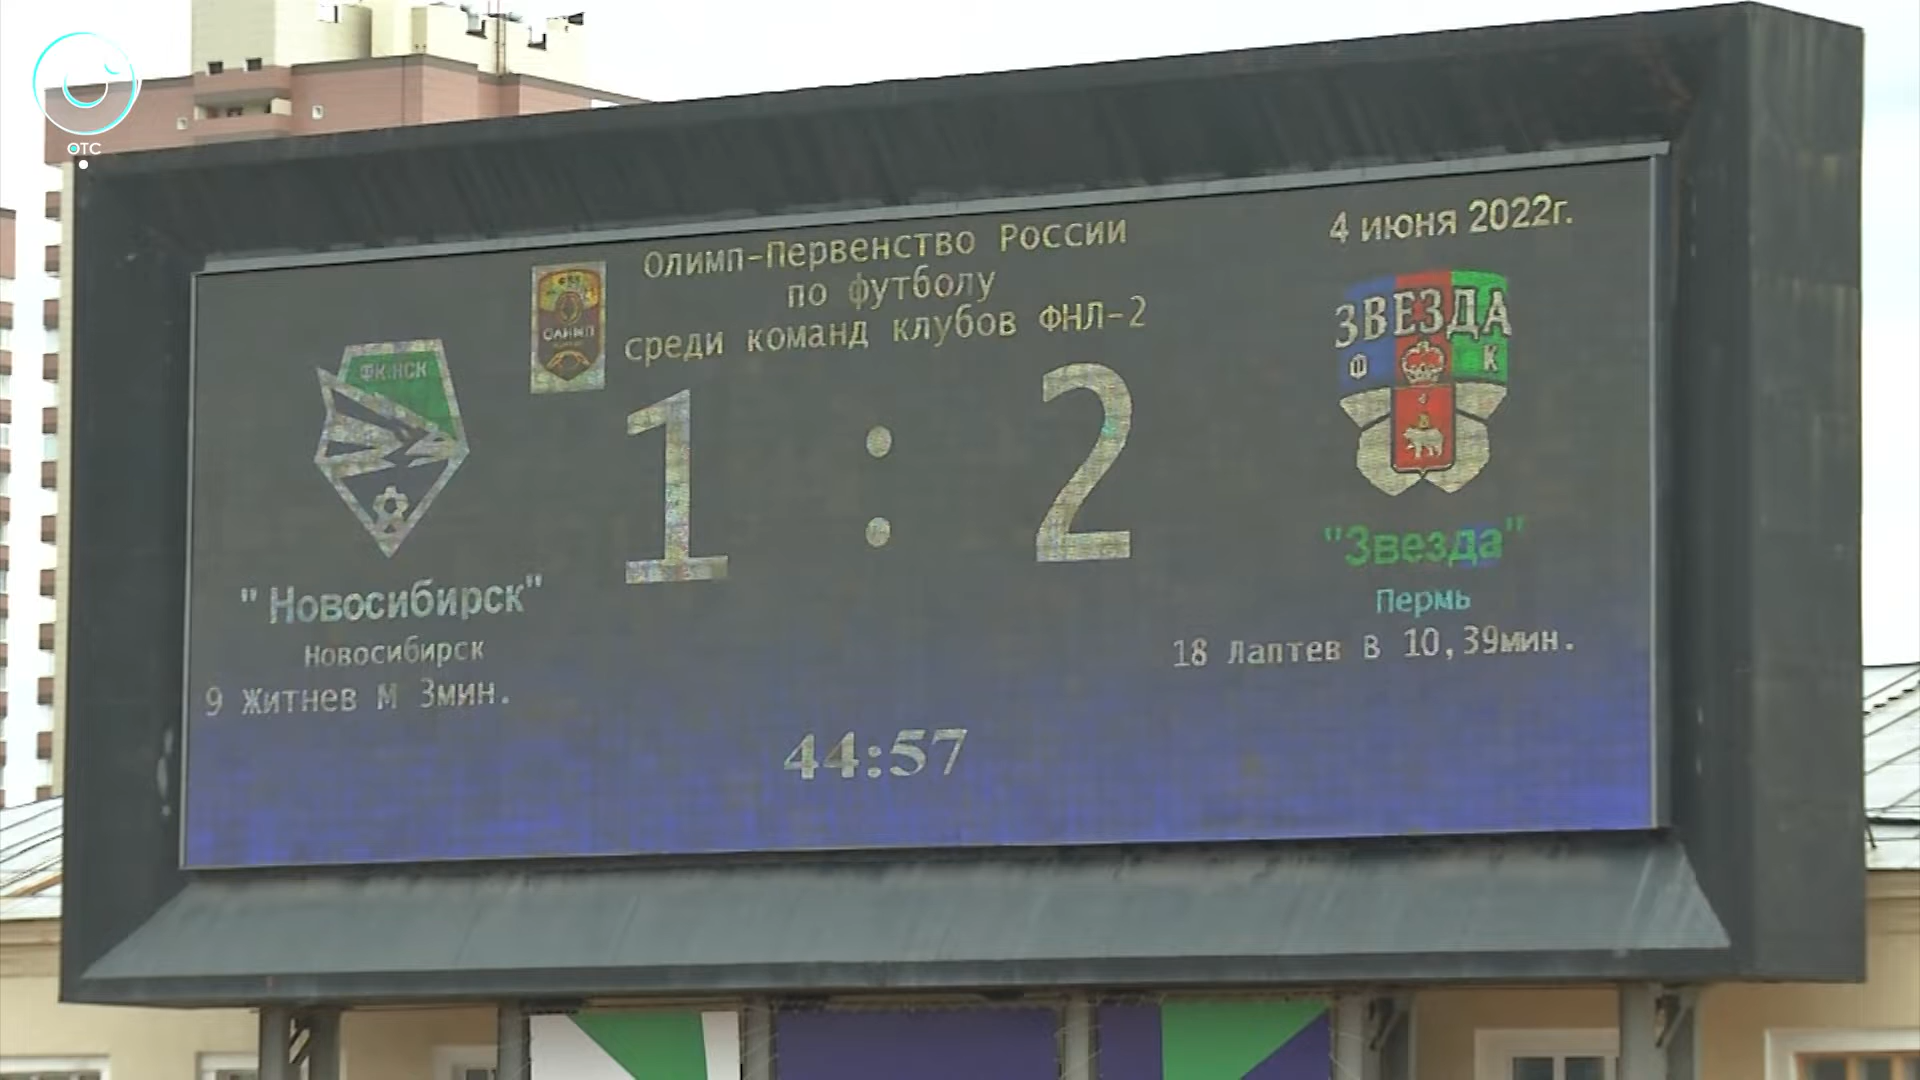 ОТС
4 июня 2022г.
Олимп-Первенство России
по футболу
среди команд клубов ФНЛ-2
ОЛИМП
ФК НСК
ЗВЕЗДА
Ф К
1 : 2
" Новосибирск"
Новосибирск
9 Житнев М 3мин.
"Звезда"
Пермь
18 Лаптев В 10,39мин.
44:57